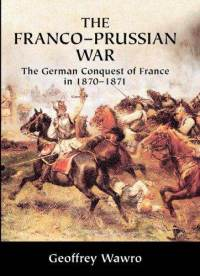 THE
FRANCO–PRUSSIAN
WAR
The German Conquest of France
in 1870–1871
Geoffrey Wawro